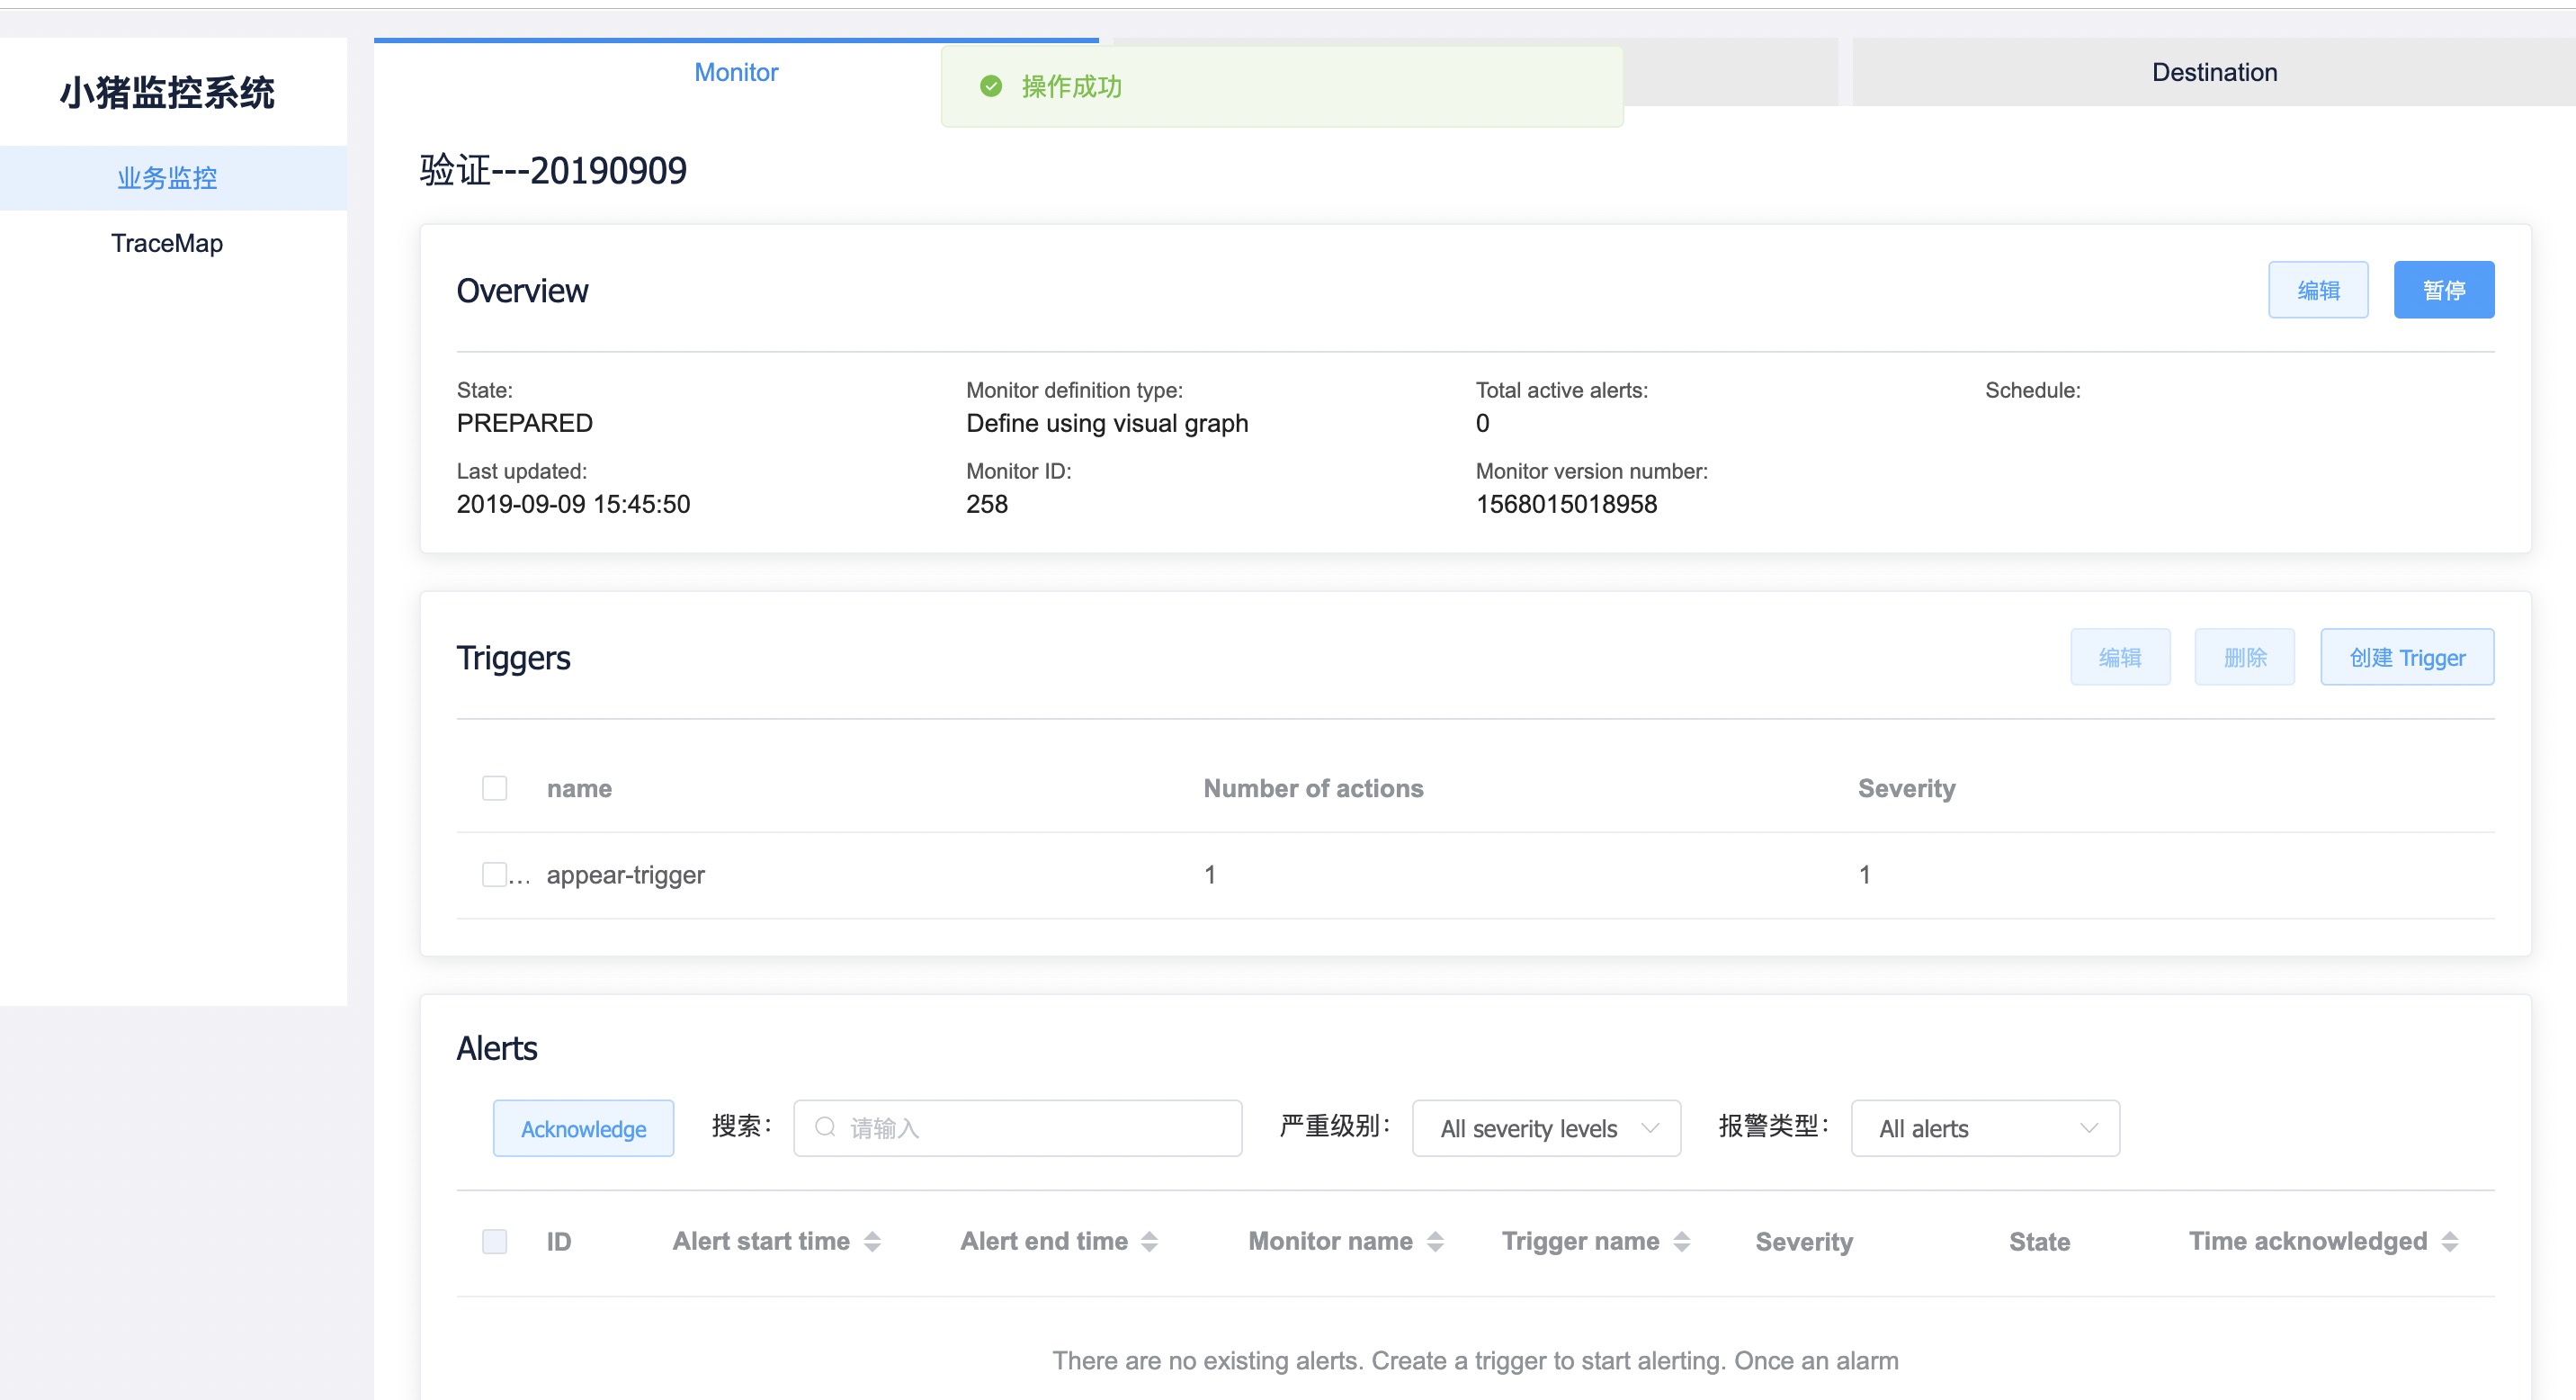 小猪监控系统
业务监控
TraceMap
Monitor
操作成功
Destination
验证---20190909
Overview
编辑 暂停
State: Monitor definition type: Total active alerts: Schedule:
PREPARED Define using visual graph 0
Last updated: Monitor ID: Monitor version number:
2019-09-09 15:45:50 258 1568015018958
Triggers
编辑 删除 创建 Trigger
name Number of actions Severity
... appear-trigger 1 1
Alerts
Acknowledge 搜索： 请输入 严重级别： All severity levels 报警类型： All alerts
ID Alert start time Alert end time Monitor name Trigger name Severity State Time acknowledged
There are no existing alerts. Create a trigger to start alerting. Once an alarm